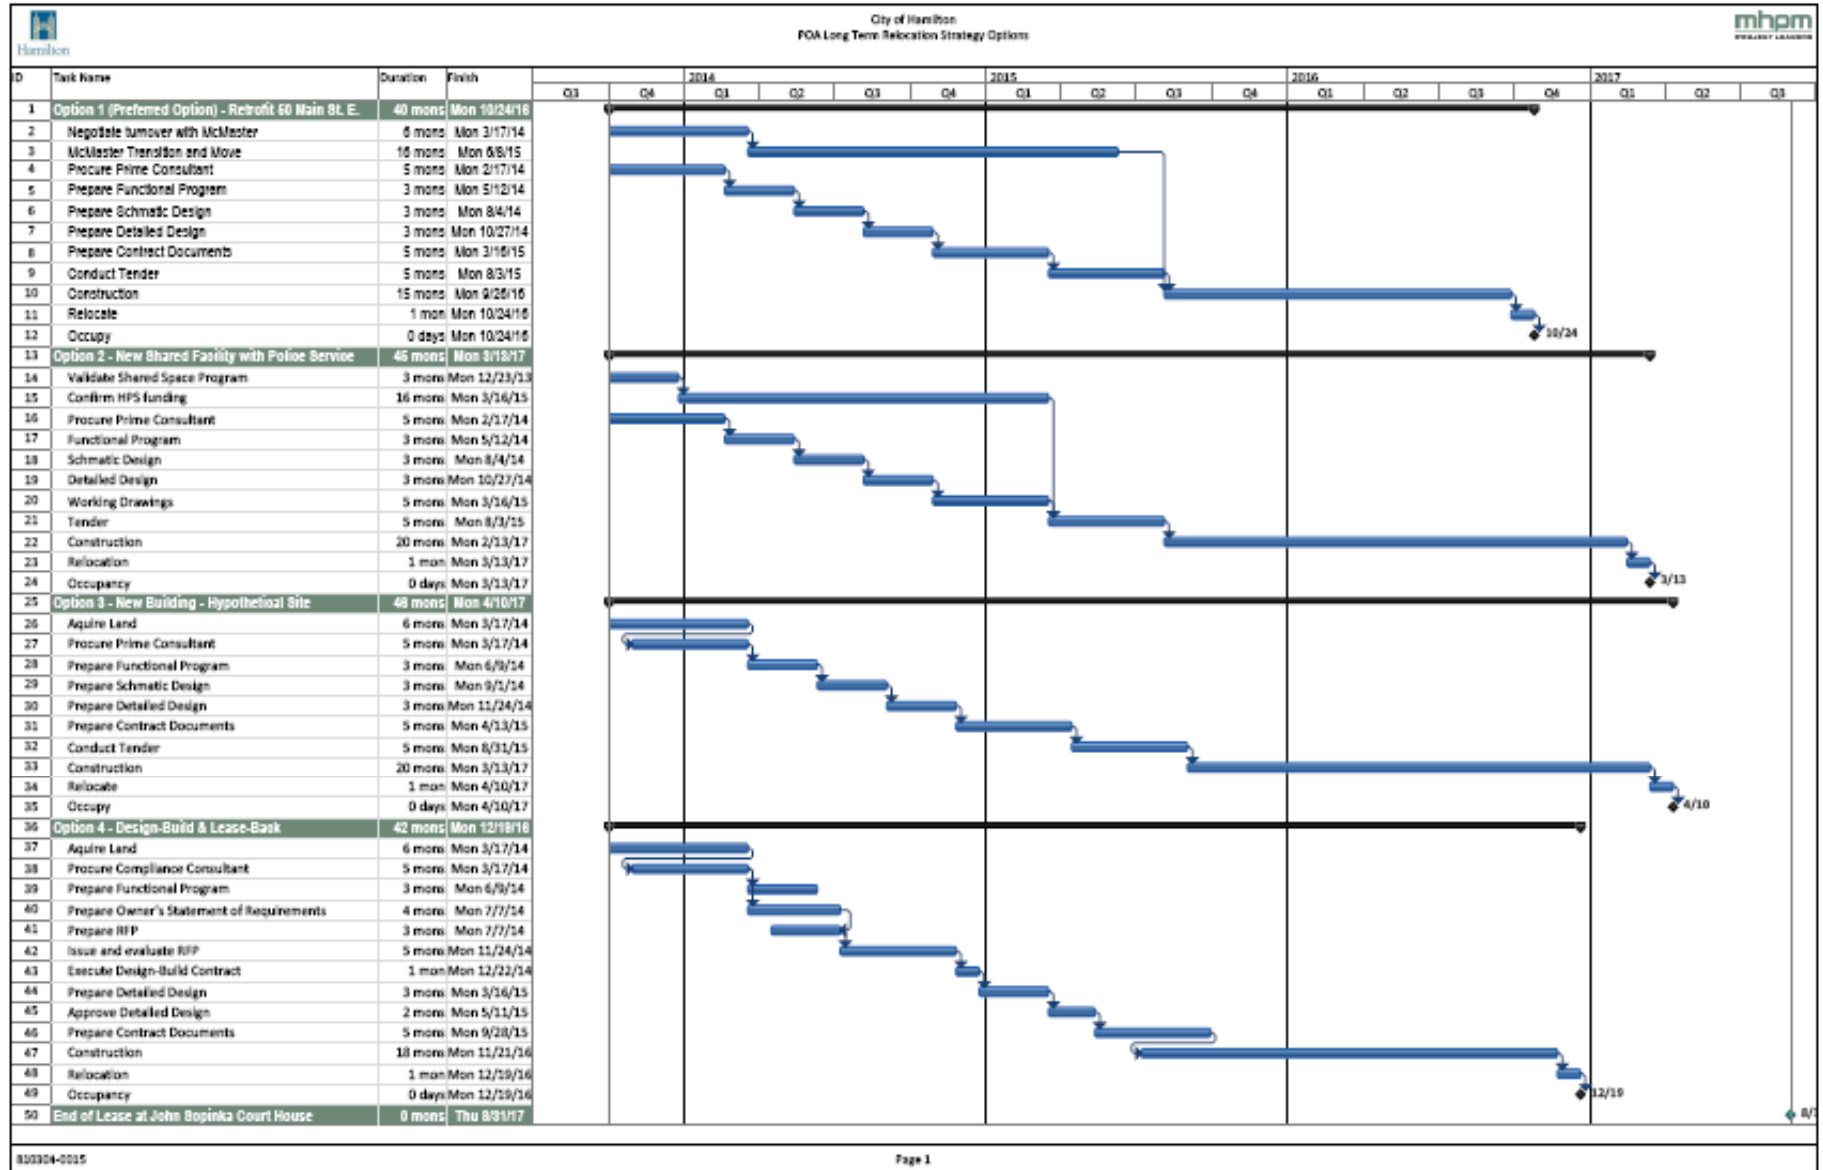 Hamilton
City of Hamilton
POA Long Term Relocation Strategy Options
mhpm
PROJECT LEADERS
ID Task Name Duration Finish
2014 2015 2016 2017
Q3 Q4 Q1 Q2 Q3 Q4 Q1 Q2 Q3 Q4 Q1 Q2 Q3 Q4 Q1 Q2 Q3
1 Option 1 (Preferred Option) - Retrofit 50 Main St. E. 40 mons Mon 10/24/16
2 Negotiate turnover with McMaster 6 mons Mon 3/17/14
3 McMaster Transition and Move 16 mons Mon 6/8/15
4 Procure Prime Consultant 5 mons Mon 2/17/14
5 Prepare Functional Program 3 mons Mon 5/12/14
6 Prepare Schmatic Design 3 mons Mon 8/4/14
7 Prepare Detailed Design 3 mons Mon 10/27/14
8 Prepare Contract Documents 5 mons Mon 3/16/15
9 Conduct Tender 5 mons Mon 8/3/15
10 Construction 15 mons Mon 9/26/16
11 Relocate 1 mon Mon 10/24/16
12 Occupy 0 days Mon 10/24/16 10/24
13 Option 2 - New Shared Facility with Police Service 45 mons Mon 3/13/17
14 Validate Shared Space Program 3 mons Mon 12/23/13
15 Confirm HPS funding 16 mons Mon 3/16/15
16 Procure Prime Consultant 5 mons Mon 2/17/14
17 Functional Program 3 mons Mon 5/12/14
18 Schmatic Design 3 mons Mon 8/4/14
19 Detailed Design 3 mons Mon 10/27/14
20 Working Drawings 5 mons Mon 3/16/15
21 Tender 5 mons Mon 8/3/15
22 Construction 20 mons Mon 2/13/17
23 Relocation 1 mon Mon 3/13/17
24 Occupancy 0 days Mon 3/13/17 3/13
25 Option 3 - New Building - Hypothetical Site 46 mons Mon 4/10/17
26 Aquire Land 6 mons Mon 3/17/14
27 Procure Prime Consultant 5 mons Mon 3/17/14
28 Prepare Functional Program 3 mons Mon 6/9/14
29 Prepare Schmatic Design 3 mons Mon 9/1/14
30 Prepare Detailed Design 3 mons Mon 11/24/14
31 Prepare Contract Documents 5 mons Mon 4/13/15
32 Conduct Tender 5 mons Mon 8/31/15
33 Construction 20 mons Mon 3/13/17
34 Relocate 1 mon Mon 4/10/17
35 Occupy 0 days Mon 4/10/17 4/10
36 Option 4 - Design-Build & Lease-Back 42 mons Mon 12/19/16
37 Aquire Land 6 mons Mon 3/17/14
38 Procure Compliance Consultant 5 mons Mon 3/17/14
39 Prepare Functional Program 3 mons Mon 6/9/14
40 Prepare Owner's Statement of Requirements 4 mons Mon 7/7/14
41 Prepare RFP 3 mons Mon 7/7/14
42 Issue and evaluate RFP 5 mons Mon 11/24/14
43 Execute Design-Build Contract 1 mon Mon 12/22/14
44 Prepare Detailed Design 3 mons Mon 3/16/15
45 Approve Detailed Design 2 mons Mon 5/11/15
46 Prepare Contract Documents 5 mons Mon 9/28/15
47 Construction 18 mons Mon 11/21/16
48 Relocation 1 mon Mon 12/19/16
49 Occupancy 0 days Mon 12/19/16 12/19
50 End of Lease at John Sopinka Court House 0 mons Thu 8/31/17
810304-0015 Page 1